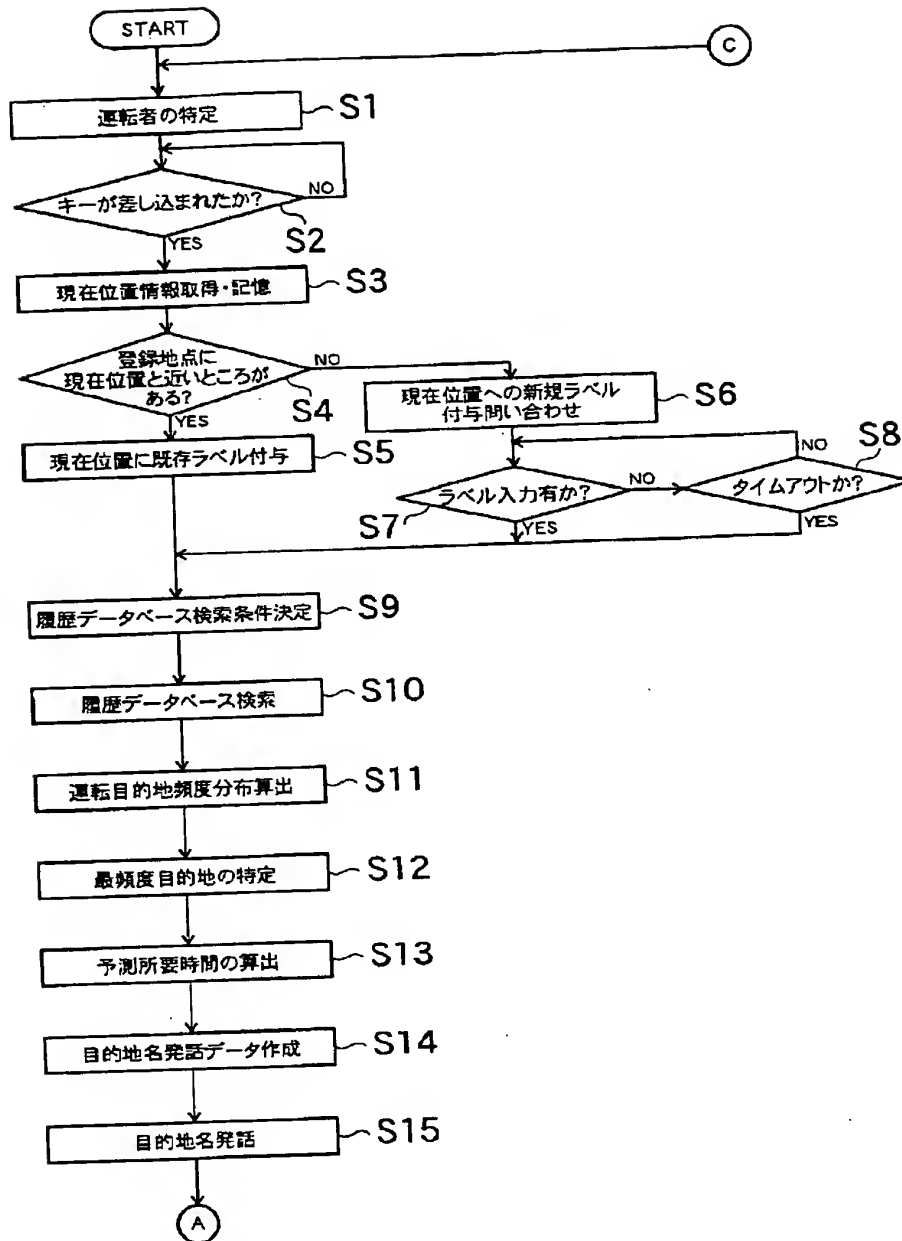 START
C
運転者の特定
S1
キーが差し込まれたか?
NO
S2
YES
現在位置情報取得・記憶
S3
登録地点に
現在位置と近いところが
ある?
NO
S4
YES
現在位置への新規ラベル
付与問い合わせ
S6
現在位置に既存ラベル付与
S5
NO
S8
ラベル入力有か?
NO
タイムアウトか?
S7
YES
YES
履歴データベース検索条件決定
S9
履歴データベース検索
S10
運転目的地頻度分布算出
S11
最頻度目的地の特定
S12
予測所要時間の算出
S13
目的地名発話データ作成
S14
目的地名発話
S15
A